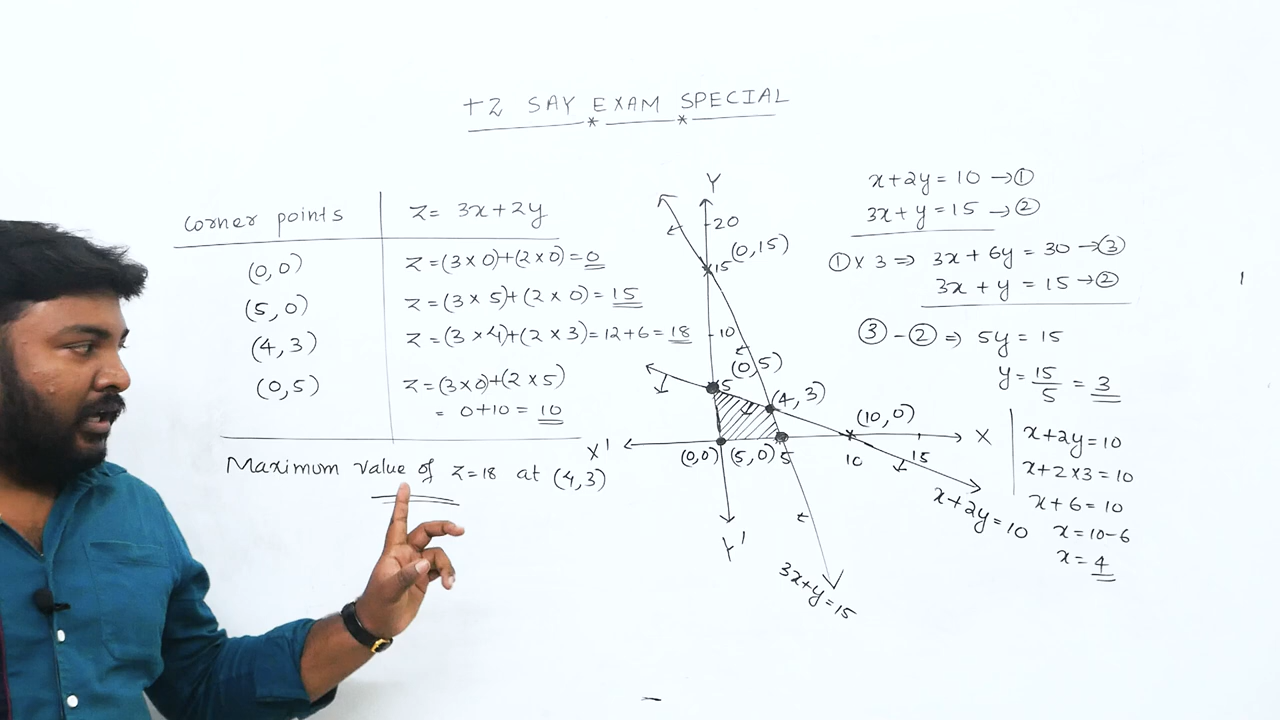 +2 SAY EXAM SPECIAL
Corner points
Z = 3x+2y
(0,0)
Z = (3×0)+(2×0) = 0
(5,0)
Z = (3×5)+(2×0) = 15
(4,3)
Z = (3×4)+(2×3) = 12+6 = 18
(0,5)
Z = (3×0)+(2×5)
= 0+10 = 10
Maximum value of Z=18 at (4,3)
Y
20
(0,15)
15
10
(0,5)
5
(4,3)
(10,0)
X'
X
(0,0)
(5,0)
5
10
15
x+2y=10
Y'
3x+y=15
x+2y = 10 → ①
3x+y = 15 → ②
①×3 ⇒ 3x+6y = 30 → ③
3x+y = 15 → ②
③-② ⇒ 5y = 15
y = 15/5 = 3
x+2y=10
x+2×3=10
x+6=10
x=10-6
x=4